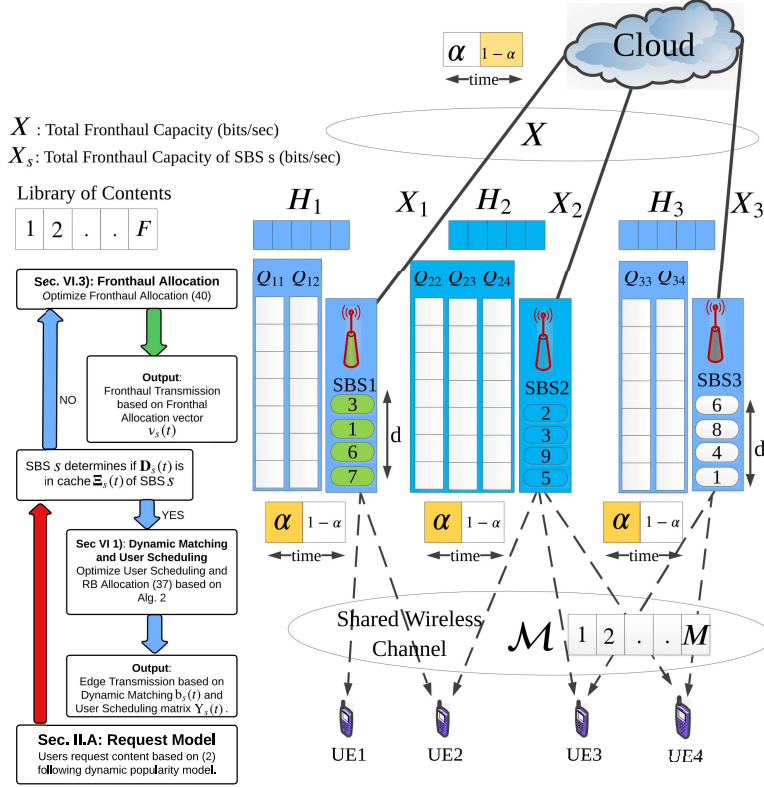 α 1 − α
Cloud
time
X : Total Fronthaul Capacity (bits/sec)
X
X_s: Total Fronthaul Capacity of SBS s (bits/sec)
Library of Contents
1 2 . . F
H_1 X_1 H_2 X_2 H_3 X_3
Q_11 Q_12 Q_22 Q_23 Q_24 Q_33 Q_34
Sec. VI.3): Fronthaul Allocation
Optimize Fronthaul Allocation (40)
Output:
Fronthaul Transmission
based on Fronthal
Allocation vector
ν_s(t)
NO
SBS s determines if D_s(t) is
in cache Ξ_s(t) of SBS s
YES
Sec VI 1): Dynamic Matching
and User Scheduling
Optimize User Scheduling and
RB Allocation (37) based on
Alg. 2
Output:
Edge Transmission based on
Dynamic Matching b_s(t) and
User Scheduling matrix Y_s(t) .
Sec. II.A: Request Model
Users request content based on (2)
following dynamic popularity model.
SBS1
3
1
6
7
d
SBS2
2
3
9
5
SBS3
6
8
4
1
d
α 1 − α
time
α 1 − α
time
α 1 − α
time
Shared Wireless
Channel
M 1 2 . . M
UE1 UE2 UE3 UE4